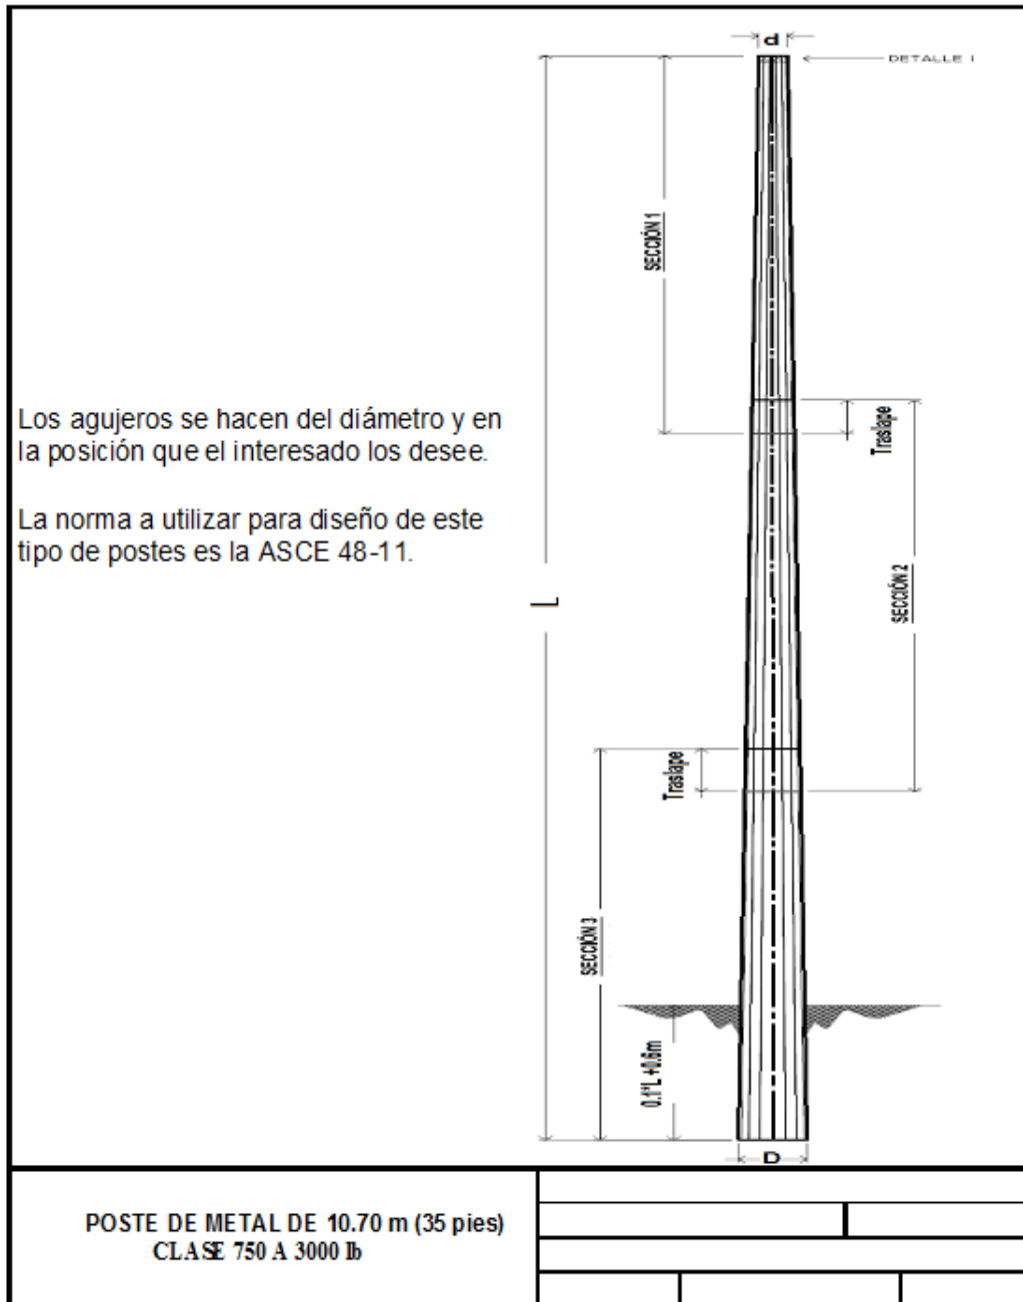 d
DETALLE 1
SECCIÓN 1
Los agujeros se hacen del diámetro y en
la posición que el interesado los desee.
Traslape
La norma a utilizar para diseño de este
tipo de postes es la ASCE 48-11.
L
SECCIÓN 2
Traslape
SECCIÓN 3
0.1*L +0.6m
D
POSTE DE METAL DE 10.70 m (35 pies)
CLASE 750 A 3000 lb